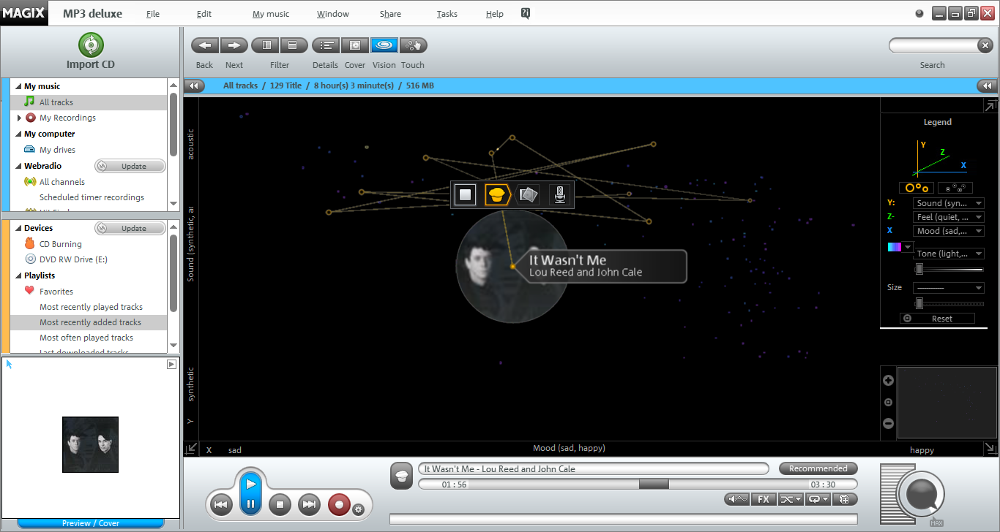 MAGIX MP3 deluxe File Edit My music Window Share Tasks Help
Import CD
Back Next Filter Details Cover Vision Touch Search
All tracks / 129 Title / 8 hour(s) 3 minute(s) / 516 MB
My music
All tracks
My Recordings
My computer
My drives
Webradio Update
All channels
Scheduled timer recordings
Devices Update
CD Burning
DVD RW Drive (E:)
Playlists
Favorites
Most recently played tracks
Most recently added tracks
Most often played tracks
Last downloaded tracks
Preview / Cover
acoustic
Sound (synthetic, ac
synthetic
Y
It Wasn't Me
Lou Reed and John Cale
X sad Mood (sad, happy) happy
Legend
Y
Z
X
Y: Sound (syn...
Z- Feel (quiet, ...
X Mood (sad,...
Tone (light,...
Size
Reset
It Wasn't Me - Lou Reed and John Cale Recommended
01:56 03:30
FX
MAX